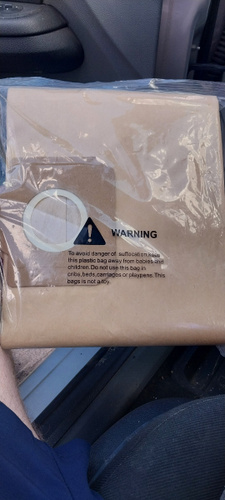 WARNING
To avoid danger of suffocation, keep
this plastic bag away from babies and
children. Do not use this bag in
cribs, beds, carriages or playpens. This
bags is not a toy.